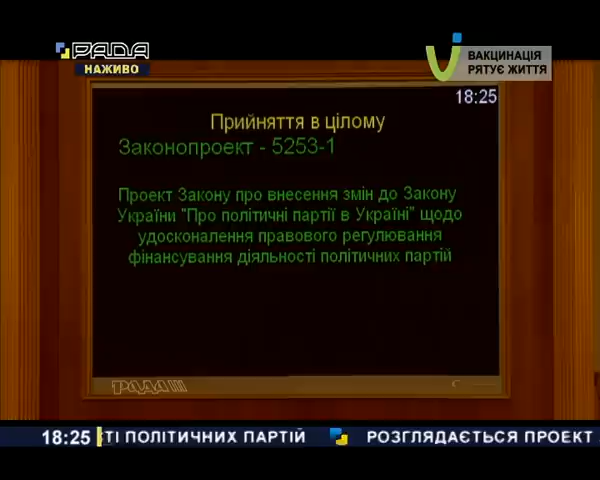 РАДА
НАЖИВО
ВАКЦИНАЦІЯ
РЯТУЄ ЖИТТЯ
18:25
Прийняття в цілому
Законопроект - 5253-1
Проект Закону про внесення змін до Закону
України "Про політичні партії в Україні" щодо
удосконалення правового регулювання
фінансування діяльності політичних партій
РАДА III
18:25 ТІ ПОЛІТИЧНИХ ПАРТІЙ РОЗГЛЯДАЄТЬСЯ ПРОЕКТ